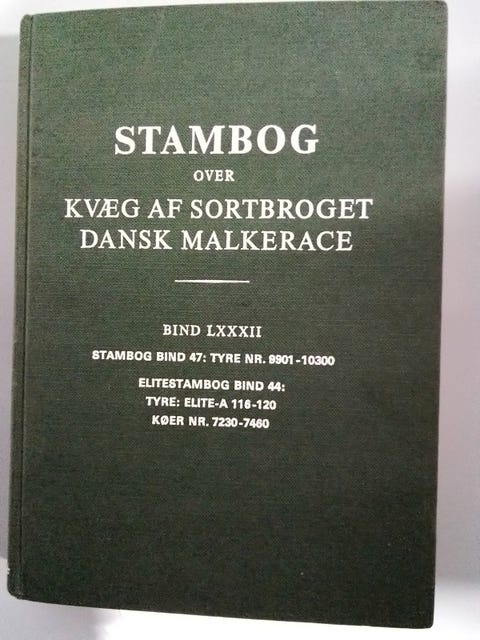 STAMBOG
OVER
KVÆG AF SORTBROGET
DANSK MALKERACE
BIND LXXXII
STAMBOG BIND 47: TYRE NR. 9901-10300
ELITESTAMBOG BIND 44:
TYRE: ELITE-A 116-120
KØER NR. 7230-7460